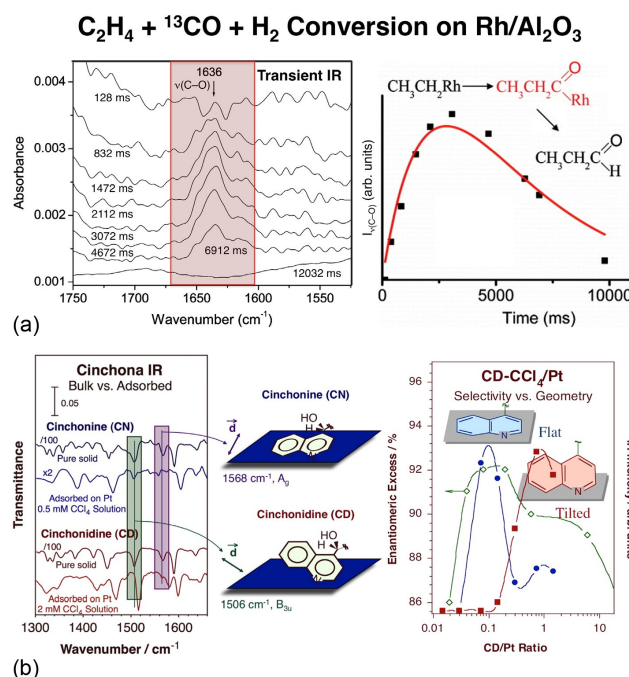 C₂H₄ + ¹³CO + H₂ Conversion on Rh/Al₂O₃
1636
ν(C–O)
Transient IR
128 ms
832 ms
1472 ms
2112 ms
3072 ms
4672 ms
6912 ms
12032 ms
0.004
0.003
0.002
0.001
Absorbance
1750 1700 1650 1600 1550
Wavenumber (cm⁻¹)
CH₃CH₂Rh
CH₃CH₂
O
Rh
CH₃CH₂
O
H
I ν(C–O) (arb. units)
0 5000 10000
Time (ms)
(a)
Cinchona IR
Bulk vs. Adsorbed
0.05
Cinchonine (CN)
/100
Pure solid
x2
Adsorbed on Pt
0.5 mM CCl₄ Solution
Cinchonidine (CD)
/100
Pure solid
Adsorbed on Pt
2 mM CCl₄ Solution
Transmittance
1300 1400 1500 1600
Wavenumber / cm⁻¹
Cinchonine (CN)
HO
H
d
N
1568 cm⁻¹, A_g
Cinchonidine (CD)
HO
H
d
1506 cm⁻¹, B₃ᵤ
CD-CCl₄/Pt
Selectivity vs. Geometry
Flat
N
Tilted
N
Enantiomeric Excess / %
96
94
92
90
88
86
0.01 0.1 1 10
CD/Pt Ratio
(b)